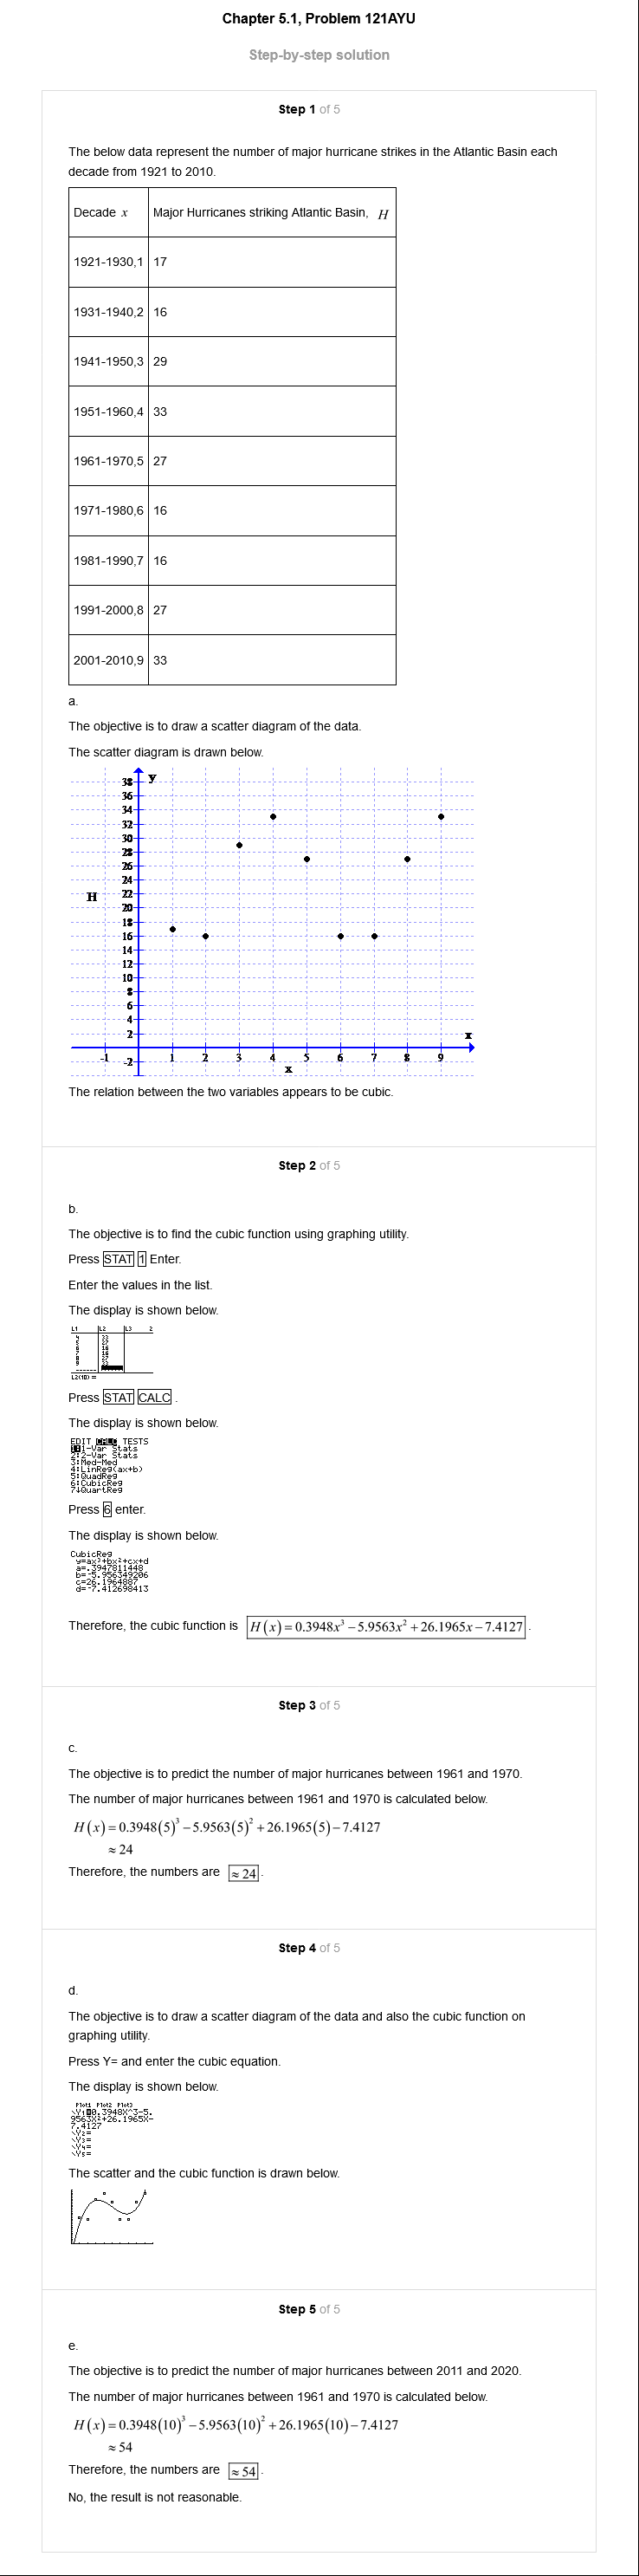 Chapter 5.1, Problem 121AYU
Step-by-step solution
Step 1 of 5
The below data represent the number of major hurricane strikes in the Atlantic Basin each
decade from 1921 to 2010.
Decade x Major Hurricanes striking Atlantic Basin, H
1921-1930,1 17
1931-1940,2 16
1941-1950,3 29
1951-1960,4 33
1961-1970,5 27
1971-1980,6 16
1981-1990,7 16
1991-2000,8 27
2001-2010,9 33
a.
The objective is to draw a scatter diagram of the data.
The scatter diagram is drawn below.
y
38
36
34
32
30
28
26
24
22
H
20
18
16
14
12
10
8
6
4
2
x
-1 1 2 3 4 5 6 7 8 9
-2
x
The relation between the two variables appears to be cubic.
Step 2 of 5
b.
The objective is to find the cubic function using graphing utility.
Press STAT 1 Enter.
Enter the values in the list.
The display is shown below.
L1 L2 L3 2
4 33
5 27
6 16
7 16
8 27
9 33
L2(10) =
Press STAT CALC .
The display is shown below.
EDIT CALC TESTS
1:1-Var Stats
2:2-Var Stats
3:Med-Med
4:LinReg(ax+b)
5:QuadReg
6:CubicReg
7↓QuartReg
Press 6 enter.
The display is shown below.
CubicReg
y=ax³+bx²+cx+d
a=.3947811448
b=-5.956349206
c=26.1964887
d=-7.412698413
Therefore, the cubic function is H(x) = 0.3948x³ − 5.9563x² + 26.1965x − 7.4127 .
Step 3 of 5
c.
The objective is to predict the number of major hurricanes between 1961 and 1970.
The number of major hurricanes between 1961 and 1970 is calculated below.
H(x) = 0.3948(5)³ − 5.9563(5)² + 26.1965(5) − 7.4127
≈ 24
Therefore, the numbers are ≈ 24 .
Step 4 of 5
d.
The objective is to draw a scatter diagram of the data and also the cubic function on
graphing utility.
Press Y= and enter the cubic equation.
The display is shown below.
Plot1 Plot2 Plot3
\Y1=0.3948X^3-5.
9563X²+26.1965X-
7.4127
\Y2=
\Y3=
\Y4=
\Y5=
The scatter and the cubic function is drawn below.
Step 5 of 5
e.
The objective is to predict the number of major hurricanes between 2011 and 2020.
The number of major hurricanes between 1961 and 1970 is calculated below.
H(x) = 0.3948(10)³ − 5.9563(10)² + 26.1965(10) − 7.4127
≈ 54
Therefore, the numbers are ≈ 54 .
No, the result is not reasonable.